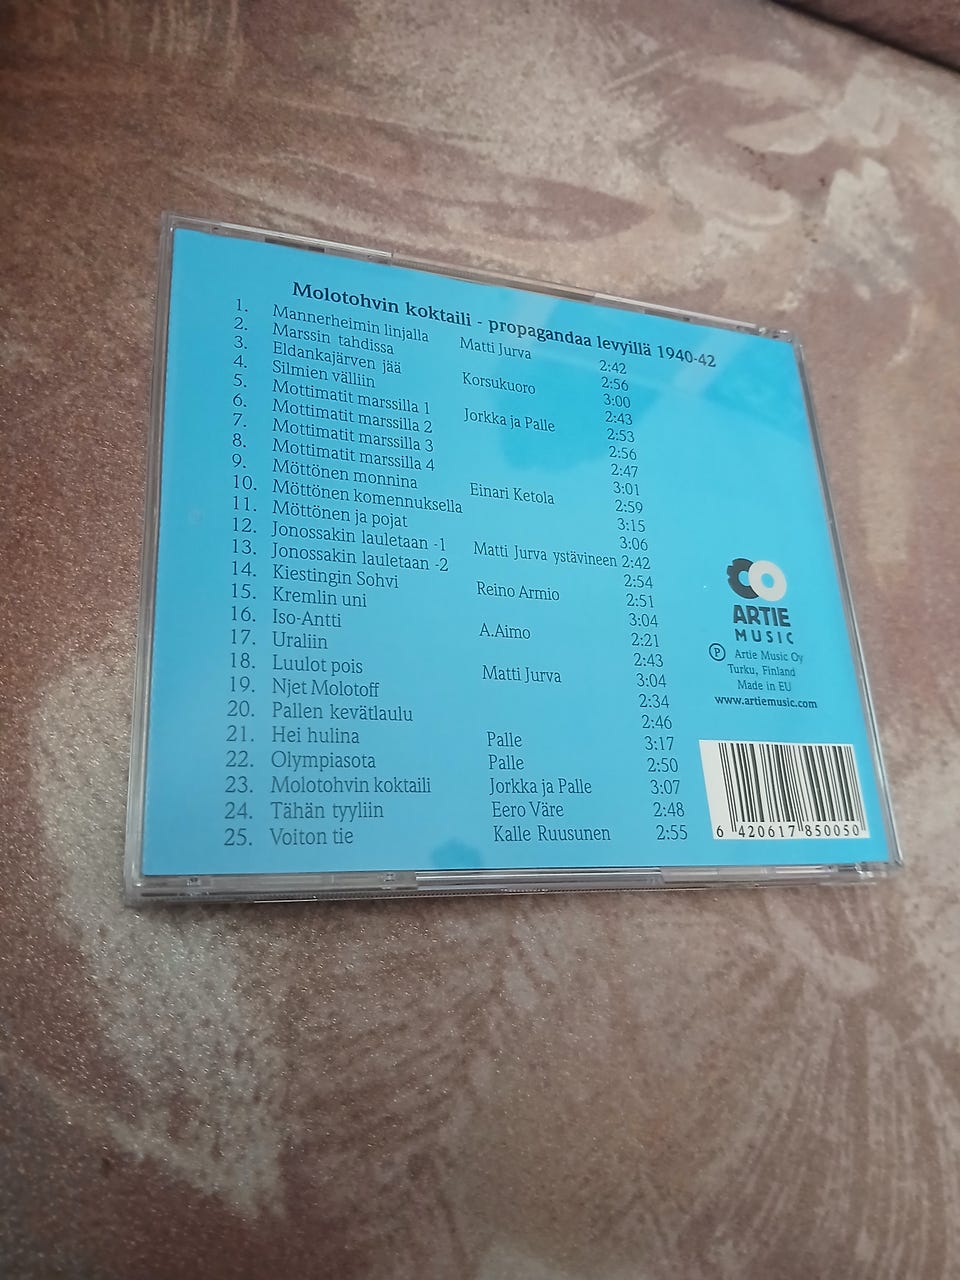 Molotohvin koktaili - propagandaa levyillä 1940-42
1. Mannerheimin linjalla Matti Jurva 2:42
2. Marssin tahdissa 2:56
3. Eldankajärven jää Korsukuoro 3:00
4. Silmien välliin 2:43
5. Mottimatit marssilla 1 Jorkka ja Palle 2:53
6. Mottimatit marssilla 2 2:56
7. Mottimatit marssilla 3 2:47
8. Mottimatit marssilla 4 3:01
9. Möttönen monnina Einari Ketola 2:59
10. Möttönen komennuksella 3:15
11. Möttönen ja pojat 3:06
12. Jonossakin lauletaan -1 Matti Jurva ystävineen 2:42
13. Jonossakin lauletaan -2 2:54
14. Kiestingin Sohvi Reino Armio 2:51
15. Kremlin uni 3:04
16. Iso-Antti A.Aimo 2:21
17. Uraliin 2:43
18. Luulot pois Matti Jurva 3:04
19. Njet Molotoff 2:34
20. Pallen kevätlaulu 2:46
21. Hei hulina Palle 3:17
22. Olympiasota Palle 2:50
23. Molotohvin koktaili Jorkka ja Palle 3:07
24. Tähän tyyliin Eero Väre 2:48
25. Voiton tie Kalle Ruusunen 2:55
ARTIE
MUSIC
Ⓟ Artie Music Oy
Turku, Finland
Made in EU
www.artiemusic.com
6 420617 850050